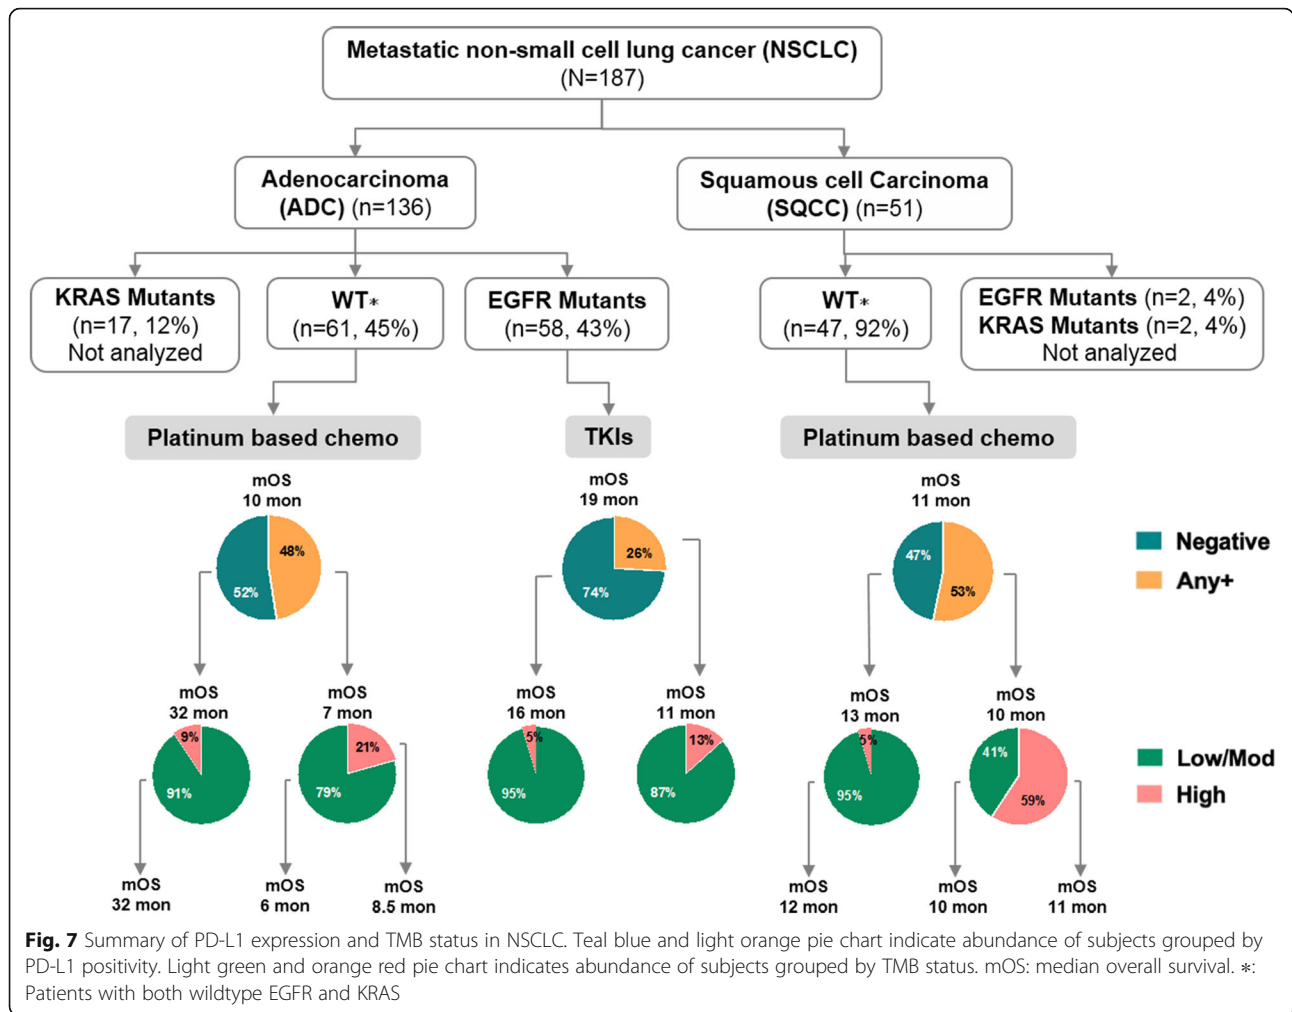 Metastatic non-small cell lung cancer (NSCLC)
(N=187)
Adenocarcinoma
(ADC) (n=136)
Squamous cell Carcinoma
(SQCC) (n=51)
KRAS Mutants
(n=17, 12%)
Not analyzed
WT*
(n=61, 45%)
EGFR Mutants
(n=58, 43%)
WT*
(n=47, 92%)
EGFR Mutants (n=2, 4%)
KRAS Mutants (n=2, 4%)
Not analyzed
Platinum based chemo
TKIs
Platinum based chemo
mOS
10 mon
mOS
19 mon
mOS
11 mon
48%
52%
26%
74%
47%
53%
Negative
Any+
mOS
32 mon
mOS
7 mon
mOS
16 mon
mOS
11 mon
mOS
13 mon
mOS
10 mon
9%
91%
21%
79%
5%
95%
13%
87%
5%
95%
41%
59%
Low/Mod
High
mOS
32 mon
mOS
6 mon
mOS
8.5 mon
mOS
12 mon
mOS
10 mon
mOS
11 mon
Fig. 7 Summary of PD-L1 expression and TMB status in NSCLC. Teal blue and light orange pie chart indicate abundance of subjects grouped by
PD-L1 positivity. Light green and orange red pie chart indicates abundance of subjects grouped by TMB status. mOS: median overall survival. *:
Patients with both wildtype EGFR and KRAS